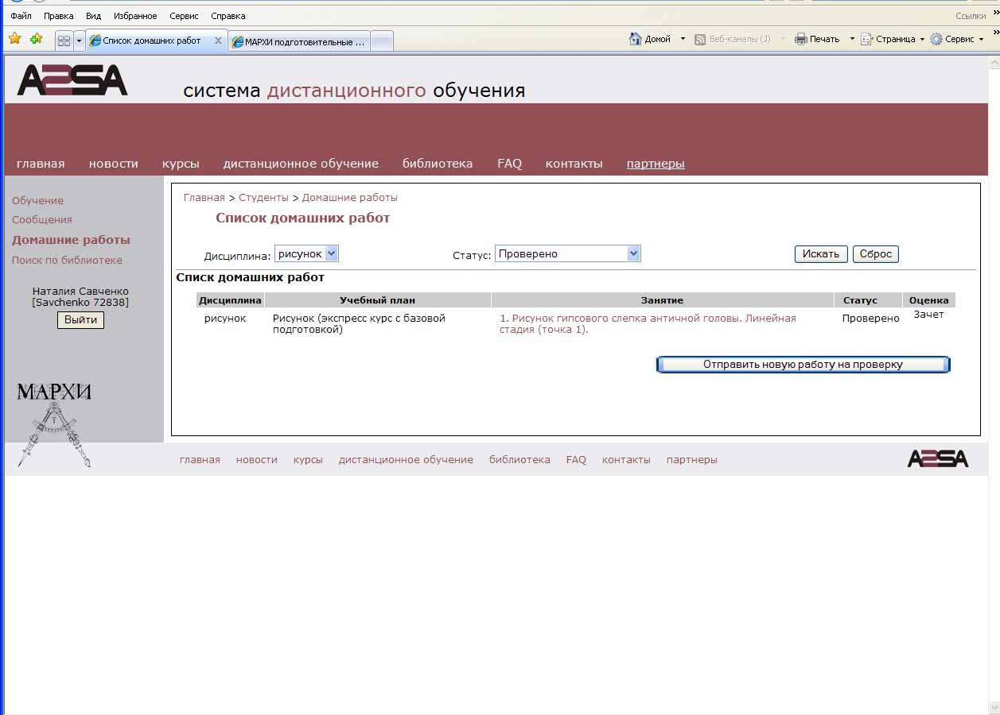 Файл Правка Вид Избранное Сервис Справка Ссылки »
Список домашних работ X МАРХИ подготовительные ... Домой Веб-каналы (J) Печать Страница Сервис »
ASSA
система дистанционного обучения
главная новости курсы дистанционное обучение библиотека FAQ контакты партнеры
Обучение
Сообщения
Домашние работы
Поиск по библиотеке
Наталия Савченко
[Savchenko 72838]
Выйти
МАРХИ
Главная > Студенты > Домашние работы
Список домашних работ
Дисциплина: рисунок Статус: Проверено Искать Сброс
Списк домашних работ
Дисциплина Учебный план Занятие Статус Оценка
рисунок Рисунок (экспресс курс с базовой 1. Рисунок гипсового слепка античной головы. Линейная Проверено Зачет
подготовкой) стадия (точка 1).
Отправить новую работу на проверку
главная новости курсы дистанционное обучение библиотека FAQ контакты партнеры ASSA